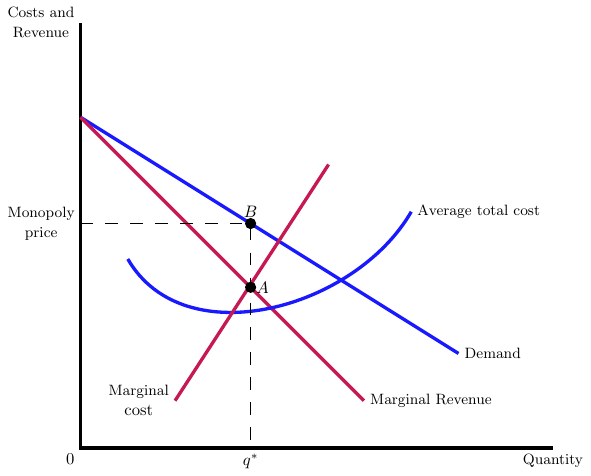 Costs and
Revenue
Monopoly
price
B
Average total cost
A
Demand
Marginal
cost
Marginal Revenue
0
q*
Quantity